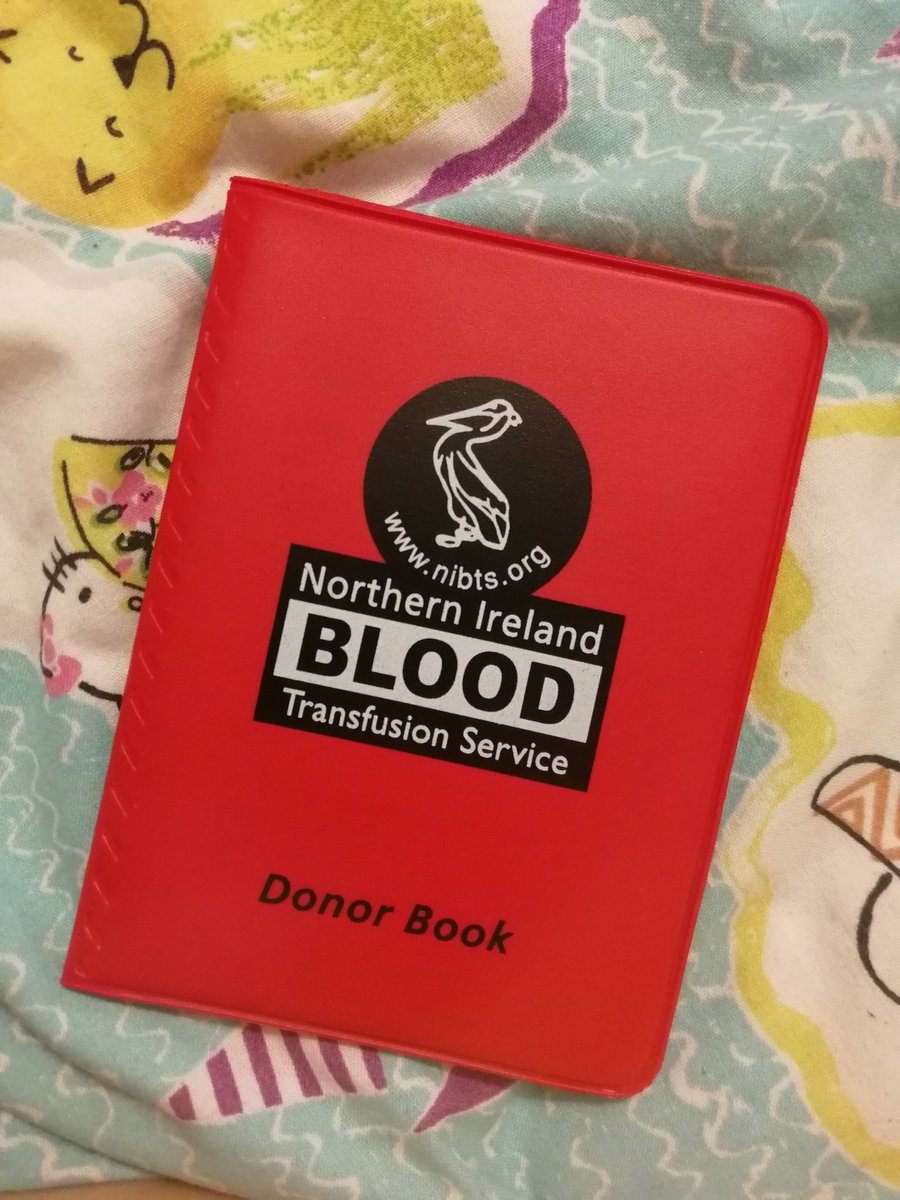 www.nibts.org
Northern Ireland
BLOOD
Transfusion Service
Donor Book